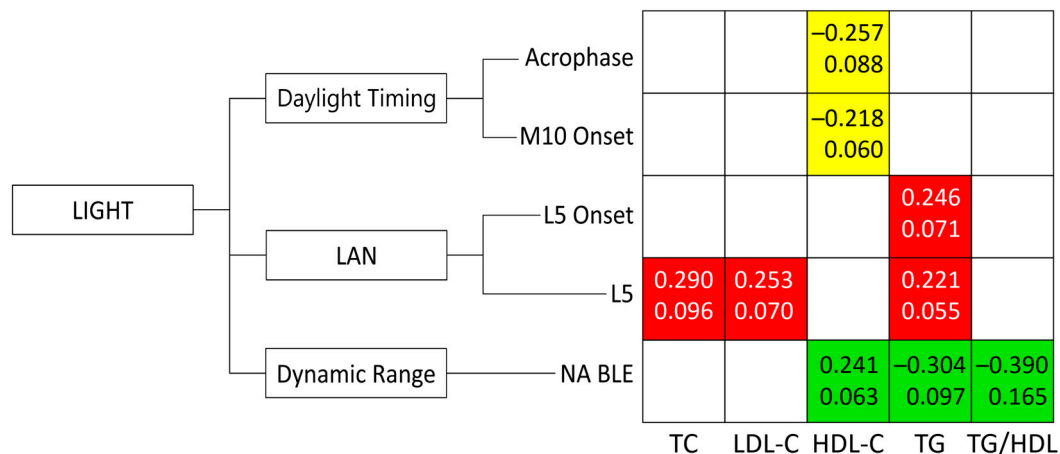 –0.257
Acrophase
0.088
Daylight Timing
–0.218
M10 Onset
0.060
LIGHT
L5 Onset
0.246
0.071
LAN
L5
0.290 0.253 0.221
0.096 0.070 0.055
Dynamic Range
NA BLE
0.241 –0.304 –0.390
0.063 0.097 0.165
TC LDL-C HDL-C TG TG/HDL